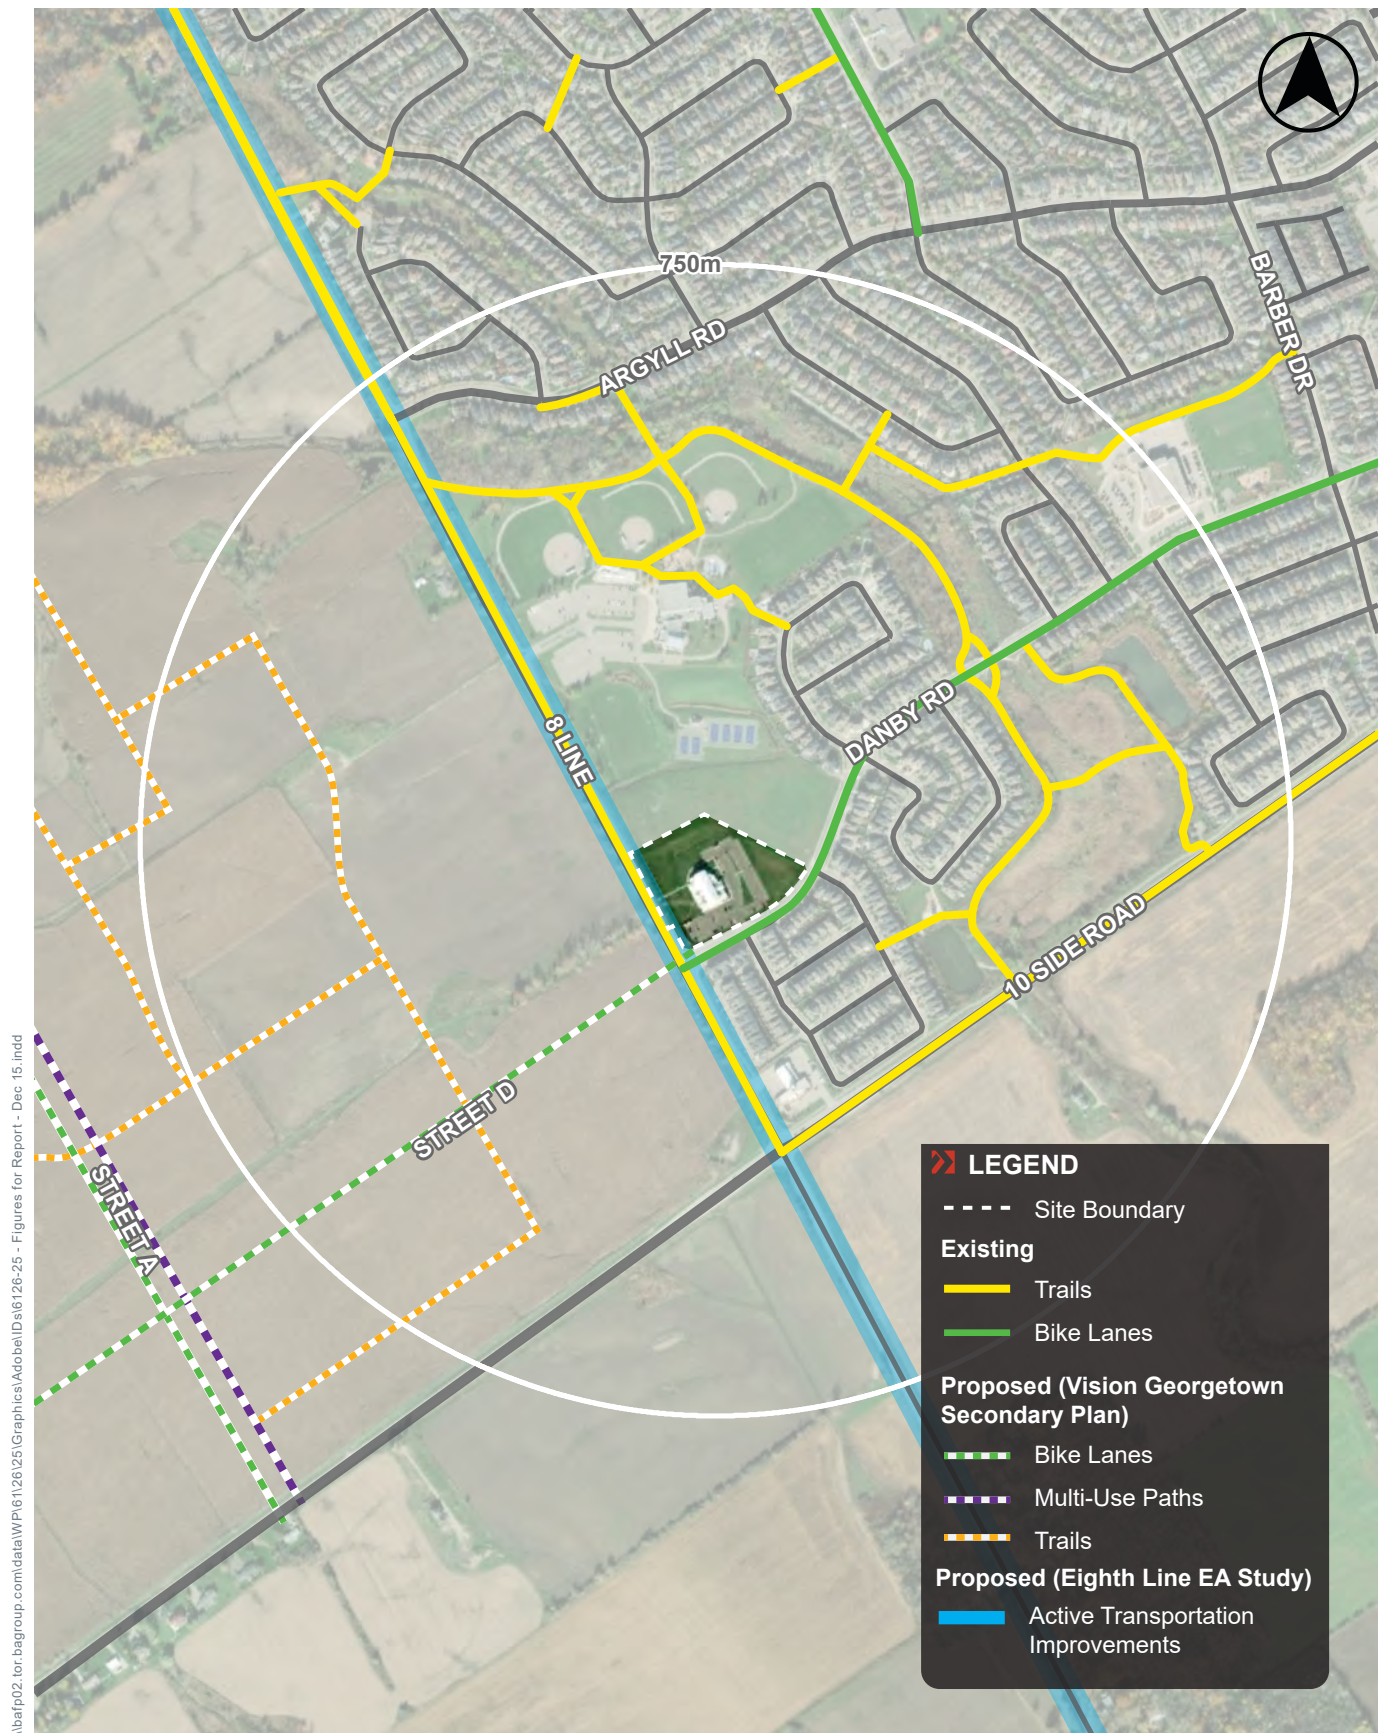 750m
ARGYLL RD
BARBER DR
8 LINE
DANBY RD
10 SIDE ROAD
STREET D
STREET A
LEGEND
Site Boundary
Existing
Trails
Bike Lanes
Proposed (Vision Georgetown
Secondary Plan)
Bike Lanes
Multi-Use Paths
Trails
Proposed (Eighth Line EA Study)
Active Transportation
Improvements
\bafp02.tor.bagroup.com\data\WP\61\26\25\Graphics\Adobe\IDs\6126-25 - Figures for Report - Dec 15.indd